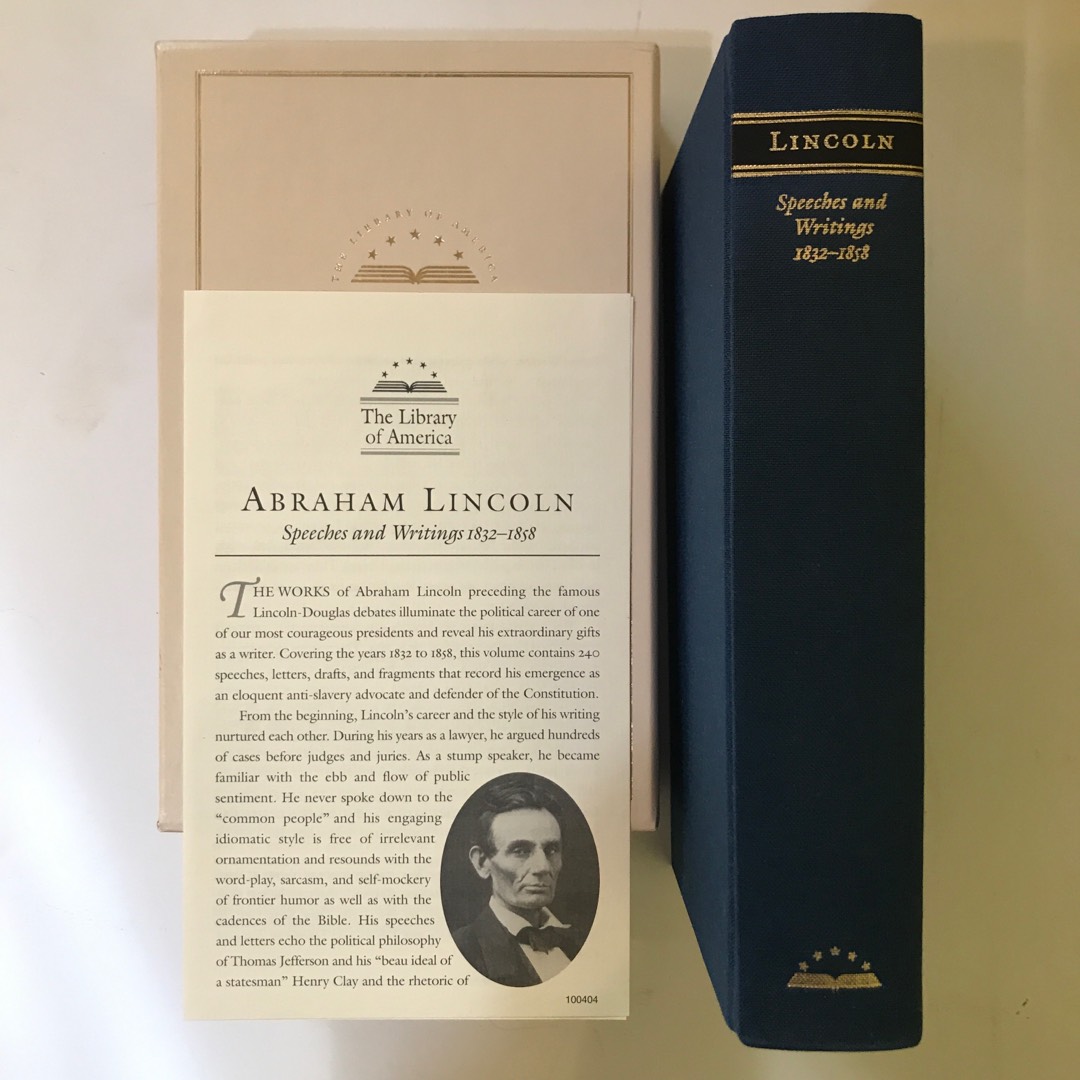 THE LIBRARY OF AMERICA
The Library
of America
ABRAHAM LINCOLN
Speeches and Writings 1832–1858
THE WORKS of Abraham Lincoln preceding the famous
Lincoln-Douglas debates illuminate the political career of one
of our most courageous presidents and reveal his extraordinary gifts
as a writer. Covering the years 1832 to 1858, this volume contains 240
speeches, letters, drafts, and fragments that record his emergence as
an eloquent anti-slavery advocate and defender of the Constitution.
From the beginning, Lincoln's career and the style of his writing
nurtured each other. During his years as a lawyer, he argued hundreds
of cases before judges and juries. As a stump speaker, he became
familiar with the ebb and flow of public
sentiment. He never spoke down to the
“common people” and his engaging
idiomatic style is free of irrelevant
ornamentation and resounds with the
word-play, sarcasm, and self-mockery
of frontier humor as well as with the
cadences of the Bible. His speeches
and letters echo the political philosophy
of Thomas Jefferson and his “beau ideal of
a statesman” Henry Clay and the rhetoric of
100404
LINCOLN
Speeches and
Writings
1832–1858